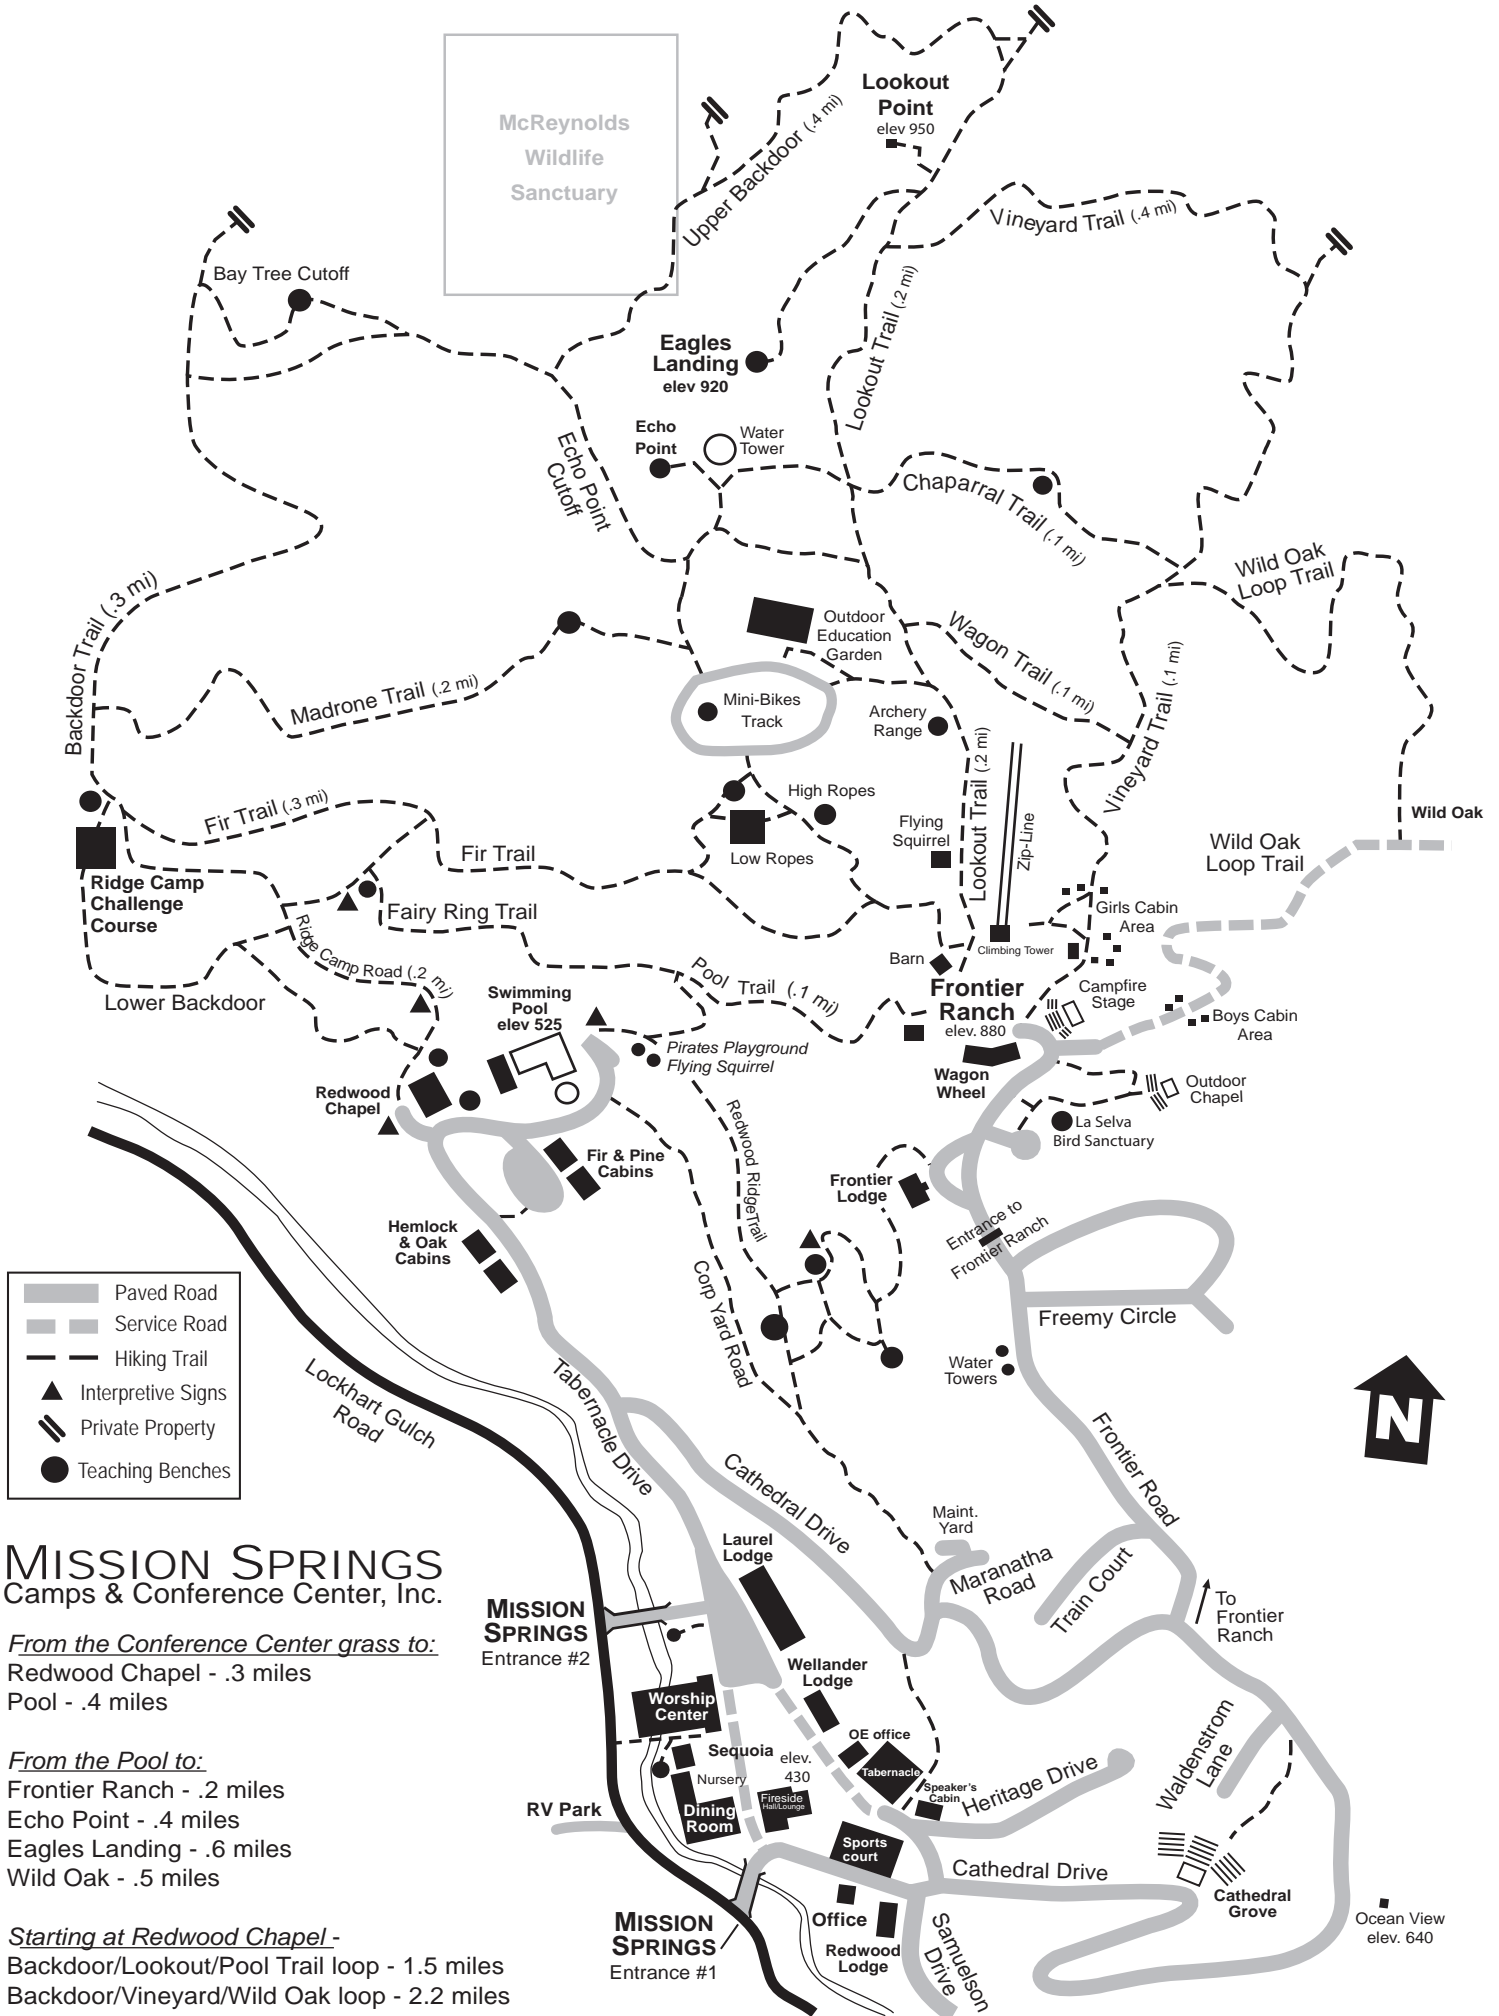 Lookout
Point
elev 950
McReynolds
Wildlife
Sanctuary
Upper Backdoor (.4 mi)
Vineyard Trail (.4 mi)
Bay Tree Cutoff
Lookout Trail (.2 mi)
Eagles
Landing
elev 920
Echo
Point
Water
Tower
Echo Point
Cutoff
Chaparral Trail (.1 mi)
Wild Oak
Loop Trail
Backdoor Trail (.3 mi)
Outdoor
Education
Garden
Wagon Trail (.1 mi)
Vineyard Trail (.1 mi)
Madrone Trail (.2 mi)
Mini-Bikes
Track
Archery
Range
Lookout Trail (.2 mi)
Zip-Line
High Ropes
Fir Trail (.3 mi)
Flying
Squirrel
Wild Oak
Wild Oak
Loop Trail
Fir Trail
Low Ropes
Ridge Camp
Challenge
Course
Fairy Ring Trail
Girls Cabin
Area
Ridge Camp Road (.2 mi)
Climbing Tower
Barn
Lower Backdoor
Pool Trail (.1 mi)
Swimming
Pool
elev 525
Frontier
Ranch
elev. 880
Campfire
Stage
Boys Cabin
Area
Pirates Playground
Flying Squirrel
Wagon
Wheel
Outdoor
Chapel
Redwood
Chapel
La Selva
Bird Sanctuary
Redwood RidgeTrail
Fir & Pine
Cabins
Frontier
Lodge
Hemlock
& Oak
Cabins
Entrance to
Frontier Ranch
Corp Yard Road
Freemy Circle
Water
Towers
Paved Road
Service Road
Hiking Trail
Interpretive Signs
Private Property
Teaching Benches
Lockhart Gulch
Road
Tabernacle Drive
N
Frontier Road
Cathedral Drive
Maint.
Yard
Maranatha
Road
Train Court
Laurel
Lodge
To
Frontier
Ranch
MISSION SPRINGS
Camps & Conference Center, Inc.
MISSION
SPRINGS
Entrance #2
From the Conference Center grass to:
Redwood Chapel - .3 miles
Pool - .4 miles
Wellander
Lodge
Worship
Center
OE office
Sequoia
elev.
430
Nursery
Tabernacle
Speaker's
Cabin
Heritage Drive
Waldenstrom
Lane
From the Pool to:
Frontier Ranch - .2 miles
Echo Point - .4 miles
Eagles Landing - .6 miles
Wild Oak - .5 miles
RV Park
Dining
Room
Fireside
Hall/Lounge
Sports
court
Cathedral Drive
Cathedral
Grove
Office
MISSION
SPRINGS
Entrance #1
Redwood
Lodge
Samuelson
Drive
Ocean View
elev. 640
Starting at Redwood Chapel -
Backdoor/Lookout/Pool Trail loop - 1.5 miles
Backdoor/Vineyard/Wild Oak loop - 2.2 miles